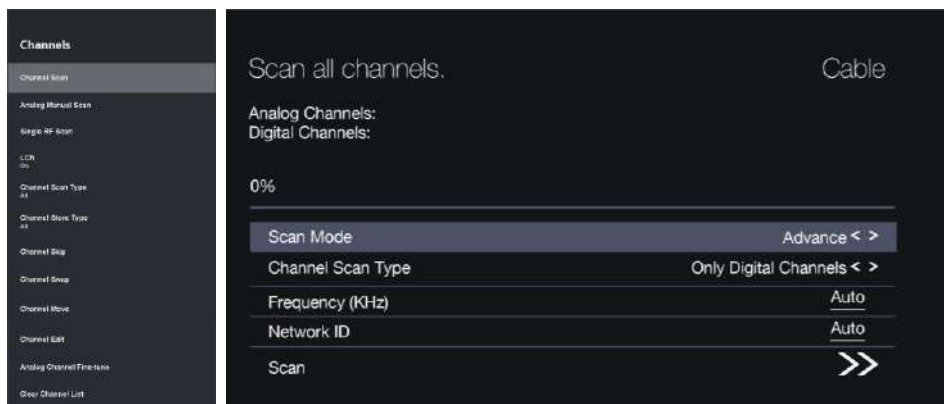 Channels
Channel Scan
Analog Manual Scan
Single RF Scan
LCN
On
Channel Scan Type
All
Channel Store Type
All
Channel Skip
Channel Swap
Channel Move
Channel Edit
Analog Channel Fine-tune
Clear Channel List
Scan all channels.
Cable
Analog Channels:
Digital Channels:
0%
Scan Mode Advance < >
Channel Scan Type Only Digital Channels < >
Frequency (KHz) Auto
Network ID Auto
Scan